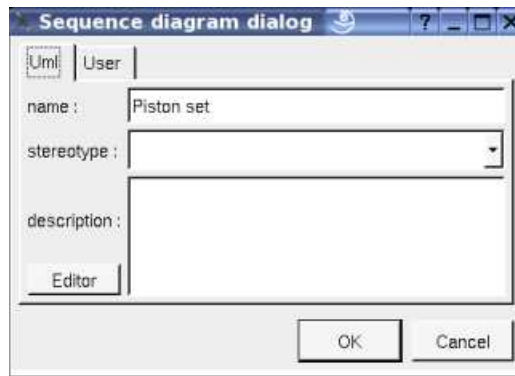 Sequence diagram dialog
Uml User
name : Piston set
stereotype :
description :
Editor
OK Cancel